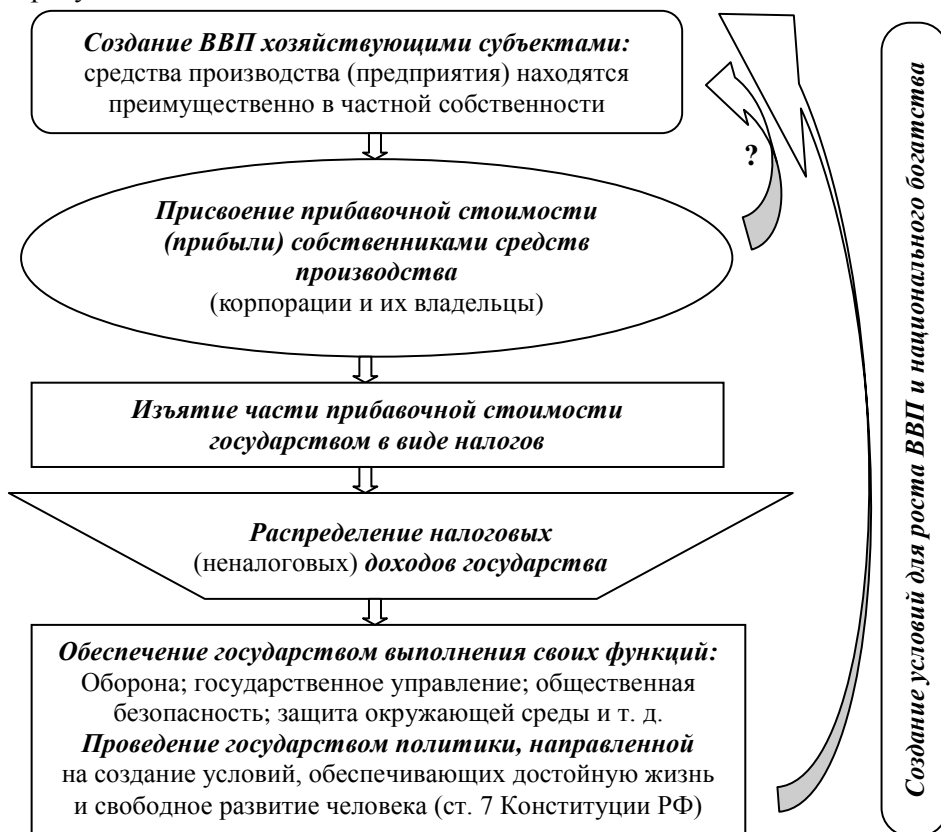 Создание ВВП хозяйствующими субъектами:
средства производства (предприятия) находятся
преимущественно в частной собственности
?
Присвоение прибавочной стоимости
(прибыли) собственниками средств
производства
(корпорации и их владельцы)
Изъятие части прибавочной стоимости
государством в виде налогов
Распределение налоговых
(неналоговых) доходов государства
Обеспечение государством выполнения своих функций:
Оборона; государственное управление; общественная
безопасность; защита окружающей среды и т. д.
Проведение государством политики, направленной
на создание условий, обеспечивающих достойную жизнь
и свободное развитие человека (ст. 7 Конституции РФ)
Создание условий для роста ВВП и национального богатства